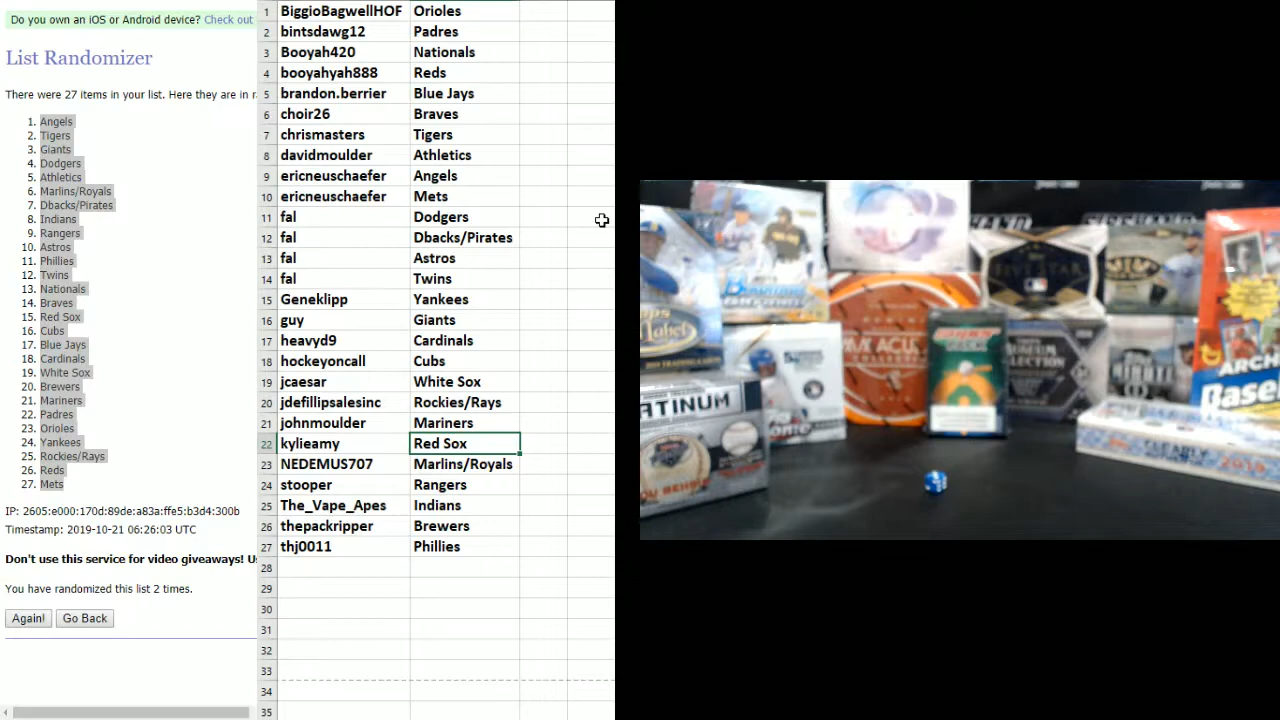 Do you own an iOS or Android device? Check out
List Randomizer
There were 27 items in your list. Here they are in r
1. Angels
2. Tigers
3. Giants
4. Dodgers
5. Athletics
6. Marlins/Royals
7. Dbacks/Pirates
8. Indians
9. Rangers
10. Astros
11. Phillies
12. Twins
13. Nationals
14. Braves
15. Red Sox
16. Cubs
17. Blue Jays
18. Cardinals
19. White Sox
20. Brewers
21. Mariners
22. Padres
23. Orioles
24. Yankees
25. Rockies/Rays
26. Reds
27. Mets
IP: 2605:e000:170d:89de:a83a:ffe5:b3d4:300b
Timestamp: 2019-10-21 06:26:03 UTC
Don't use this service for video giveaways! U
You have randomized this list 2 times.
Again! Go Back
1 BiggioBagwellHOF Orioles
2 bintsdawg12 Padres
3 Booyah420 Nationals
4 booyahyah888 Reds
5 brandon.berrier Blue Jays
6 choir26 Braves
7 chrismasters Tigers
8 davidmoulder Athletics
9 ericneuschaefer Angels
10 ericneuschaefer Mets
11 fal Dodgers
12 fal Dbacks/Pirates
13 fal Astros
14 fal Twins
15 Geneklipp Yankees
16 guy Giants
17 heavyd9 Cardinals
18 hockeyoncall Cubs
19 jcaesar White Sox
20 jdefillipsalesinc Rockies/Rays
21 johnmoulder Mariners
22 kylieamy Red Sox
23 NEDEMUS707 Marlins/Royals
24 stooper Rangers
25 The_Vape_Apes Indians
26 thepackripper Brewers
27 thj0011 Phillies
28
29
30
31
32
33
34
35
FIVE STAR
ARCH
Base
CLEARLY
2019